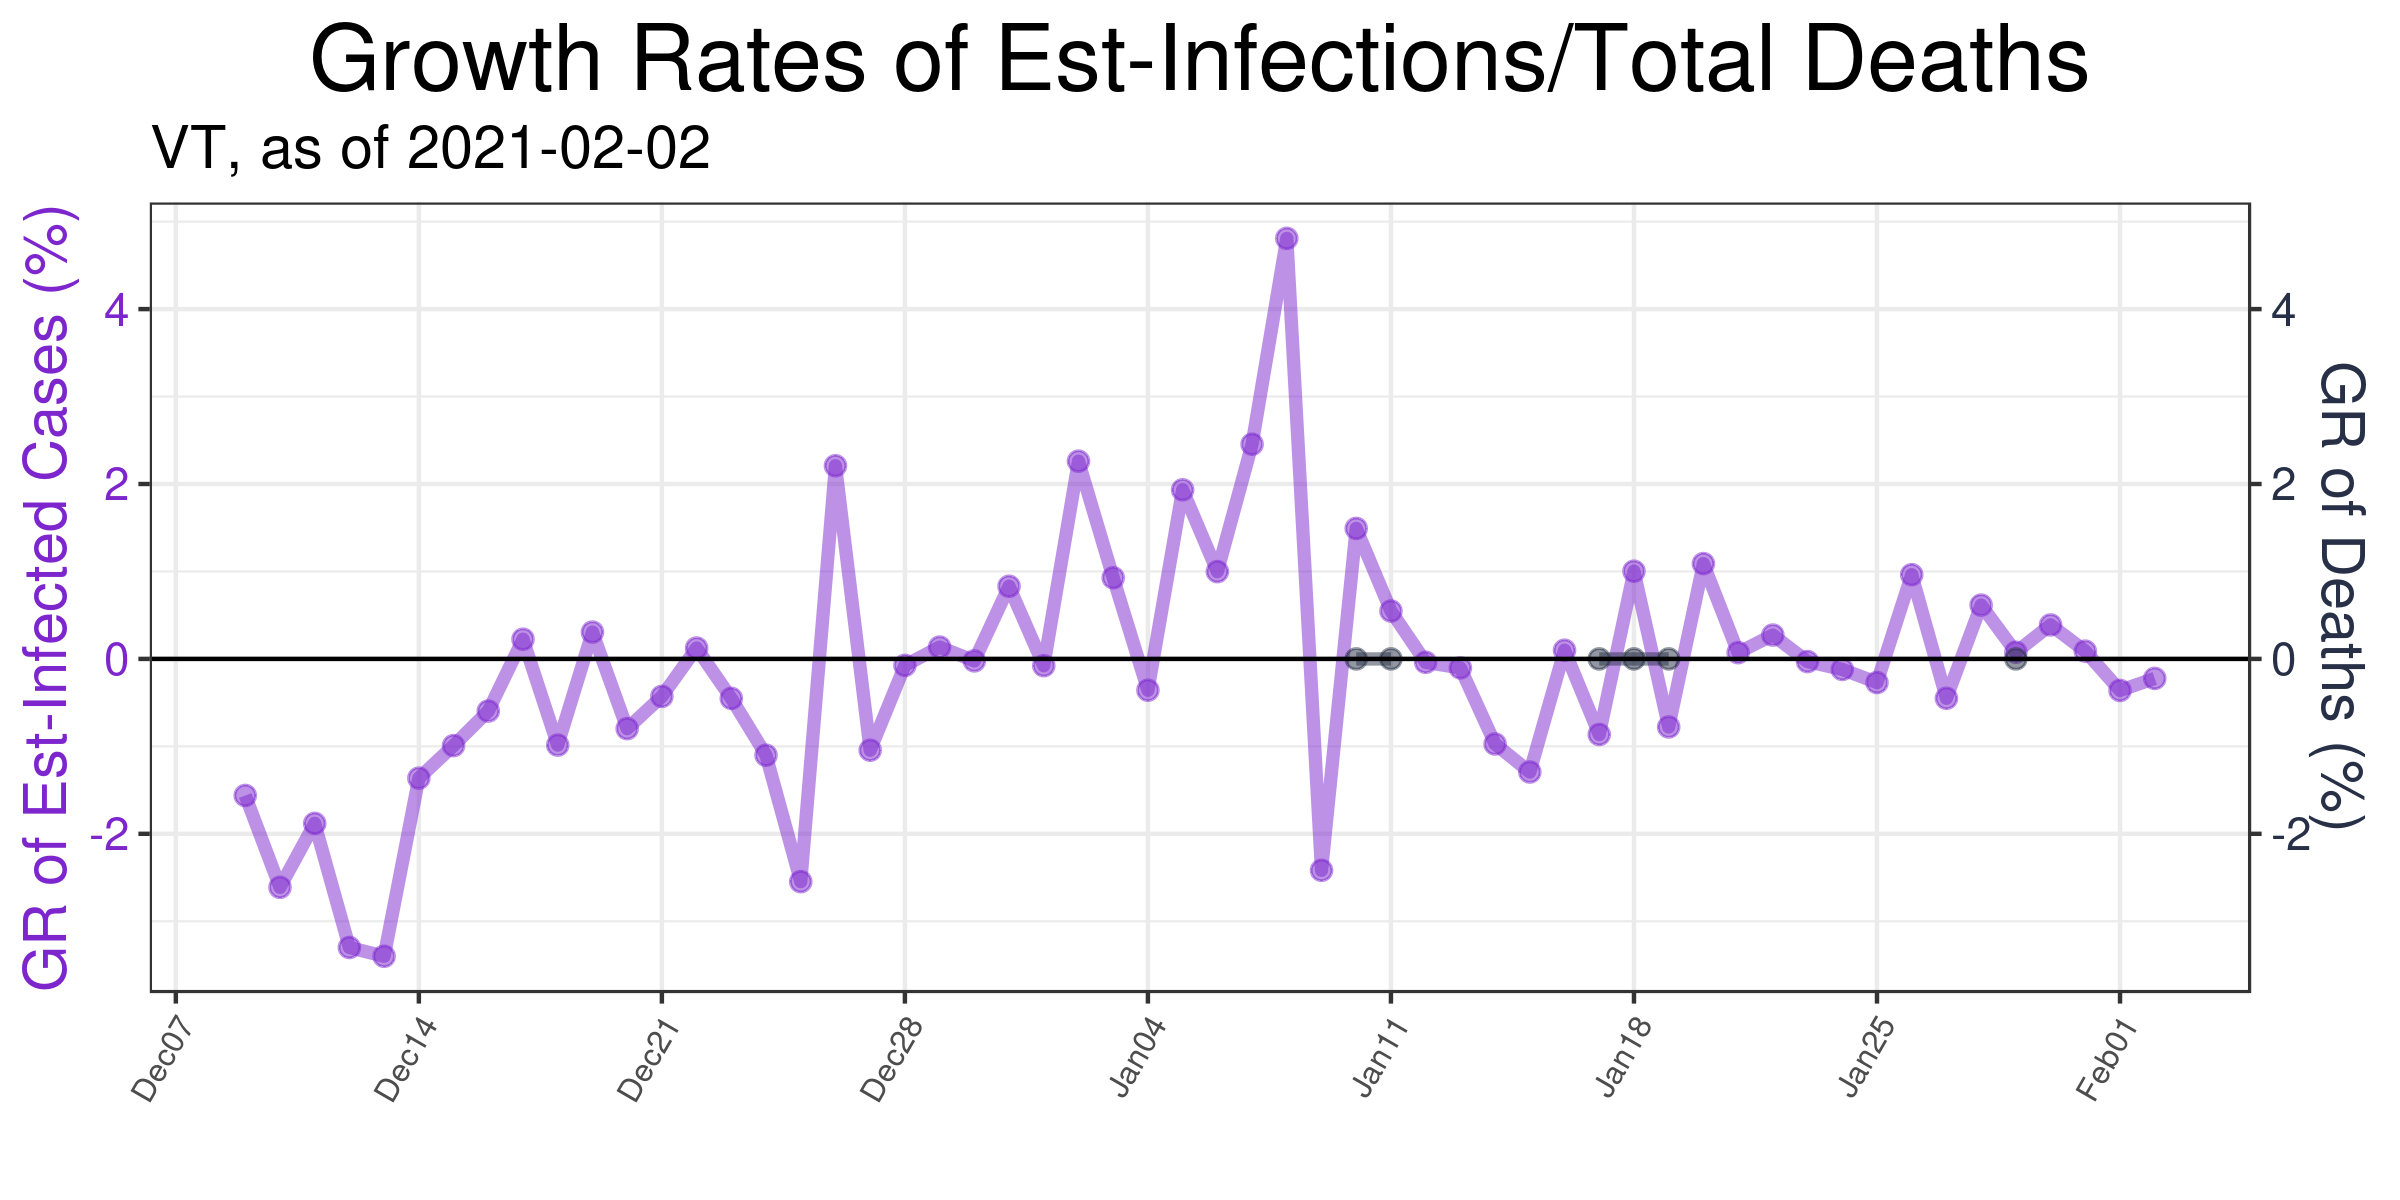 Growth Rates of Est-Infections/Total Deaths
VT, as of 2021-02-02
GR of Est-Infected Cases (%)
4
2
0
-2
4
2
0
-2
GR of Deaths (%)
Dec07
Dec14
Dec21
Dec28
Jan04
Jan11
Jan18
Jan25
Feb01